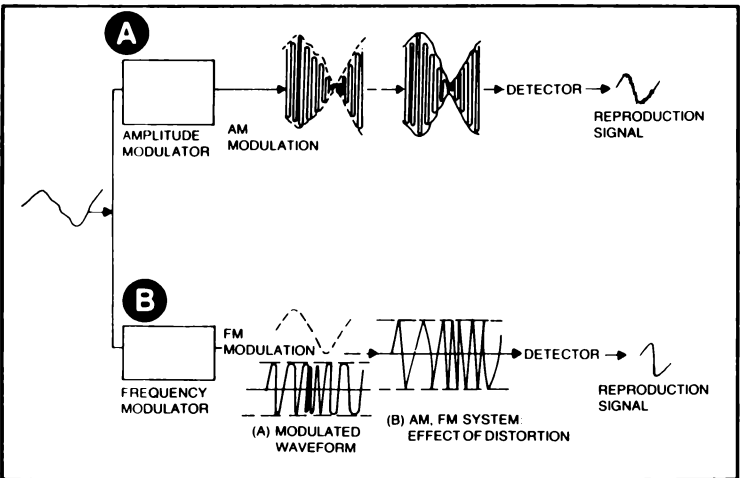 A
AMPLITUDE
MODULATOR
AM
MODULATION
DETECTOR
REPRODUCTION
SIGNAL
B
FREQUENCY
MODULATOR
FM
MODULATION
(A) MODULATED
WAVEFORM
(B) AM, FM SYSTEM:
EFFECT OF DISTORTION
DETECTOR
REPRODUCTION
SIGNAL